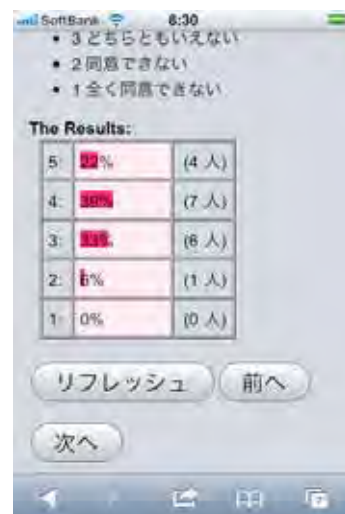 SoftBank 6:30
• 3 どちらともいえない
• 2 同意できない
• 1 全く同意できない
The Results:
5: 22% (4 人)
4: 39% (7 人)
3: 33% (6 人)
2: 6% (1 人)
1: 0% (0 人)
リフレッシュ 前へ
次へ